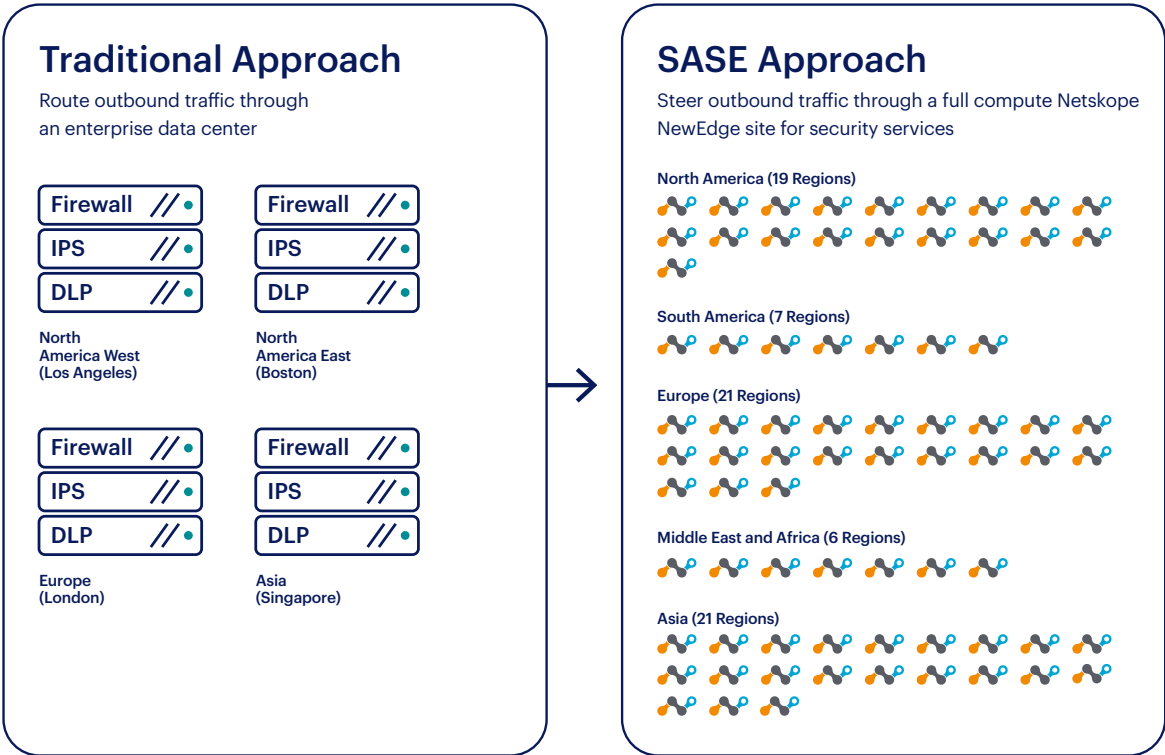 Traditional Approach
Route outbound traffic through
an enterprise data center
Firewall
IPS
DLP
North
America West
(Los Angeles)
Firewall
IPS
DLP
North
America East
(Boston)
Firewall
IPS
DLP
Europe
(London)
Firewall
IPS
DLP
Asia
(Singapore)
SASE Approach
Steer outbound traffic through a full compute Netskope
NewEdge site for security services
North America (19 Regions)
South America (7 Regions)
Europe (21 Regions)
Middle East and Africa (6 Regions)
Asia (21 Regions)